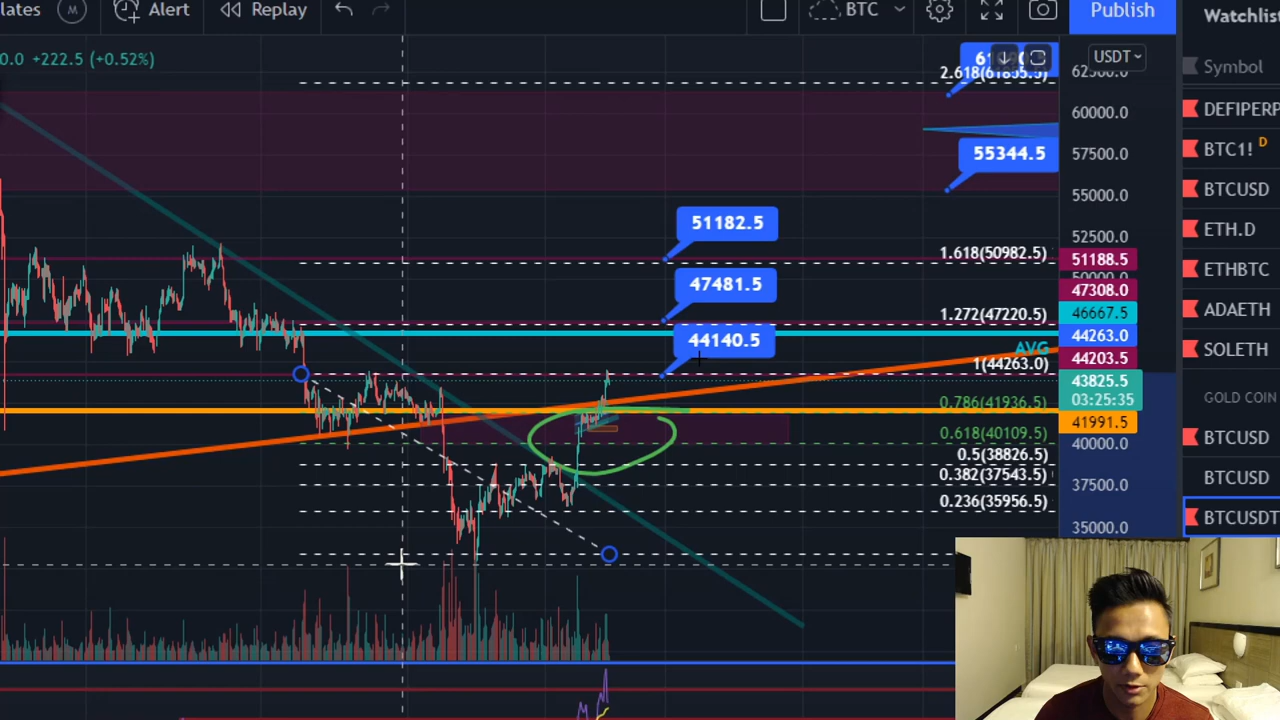 lates M Alert Replay BTC Publish Watchlist
0.0 +222.5 (+0.52%)
USDT
Symbol
2.618(61855.5)
60000.0
DEFIPERP
57500.0
BTC1! D
55344.5
55000.0
BTCUSD
51182.5
52500.0
ETH.D
1.618(50982.5)
51188.5
ETHBTC
50000.0
47481.5
47308.0
1.272(47220.5)
46667.5
ADAETH
44140.5
44263.0
AVG
SOLETH
1(44263.0)
44203.5
43825.5
03:25:35
GOLD COIN
0.786(41936.5)
41991.5
0.618(40109.5)
40000.0
BTCUSD
0.5(38826.5)
0.382(37543.5)
37500.0
BTCUSD
0.236(35956.5)
35000.0
BTCUSDT